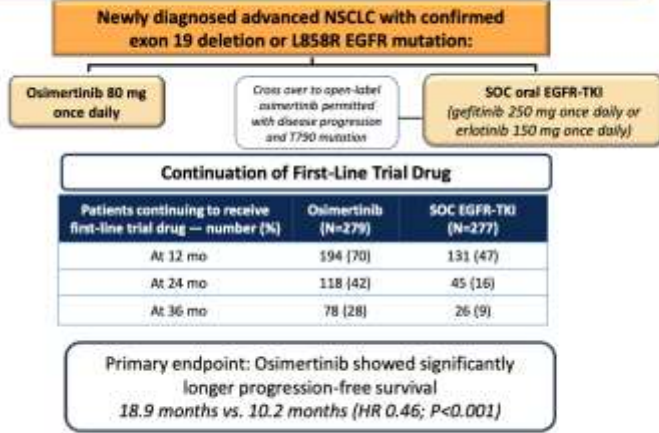 Newly diagnosed advanced NSCLC with confirmed
exon 19 deletion or L858R EGFR mutation:
Osimertinib 80 mg
once daily
Cross over to open-label
osimertinib permitted
with disease progression
and T790 mutation
SOC oral EGFR-TKI
(gefitinib 250 mg once daily or
erlotinib 150 mg once daily)
Continuation of First-Line Trial Drug
Patients continuing to receive
first-line trial drug — number (%)
Osimertinib
(N=279)
SOC EGFR-TKI
(N=277)
At 12 mo 194 (70) 131 (47)
At 24 mo 118 (42) 45 (16)
At 36 mo 78 (28) 26 (9)
Primary endpoint: Osimertinib showed significantly
longer progression-free survival
18.9 months vs. 10.2 months (HR 0.46; P<0.001)